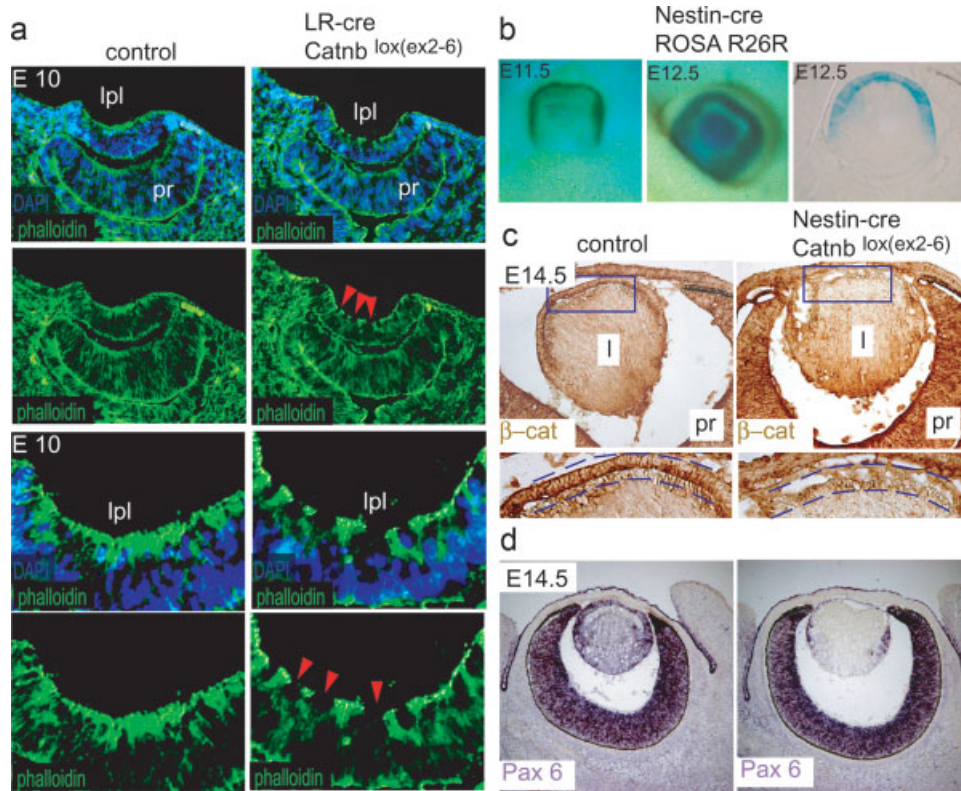 a
control
LR-cre
Catnb lox(ex2-6)
E 10
lpl
pr
DAPI
phalloidin
lpl
pr
DAPI
phalloidin
phalloidin
phalloidin
E 10
lpl
DAPI
phalloidin
lpl
DAPI
phalloidin
phalloidin
phalloidin
b
Nestin-cre
ROSA R26R
E11.5
E12.5
E12.5
c
control
Nestin-cre
Catnb lox(ex2-6)
E14.5
l
β–cat
pr
l
β–cat
pr
d
E14.5
Pax 6
Pax 6